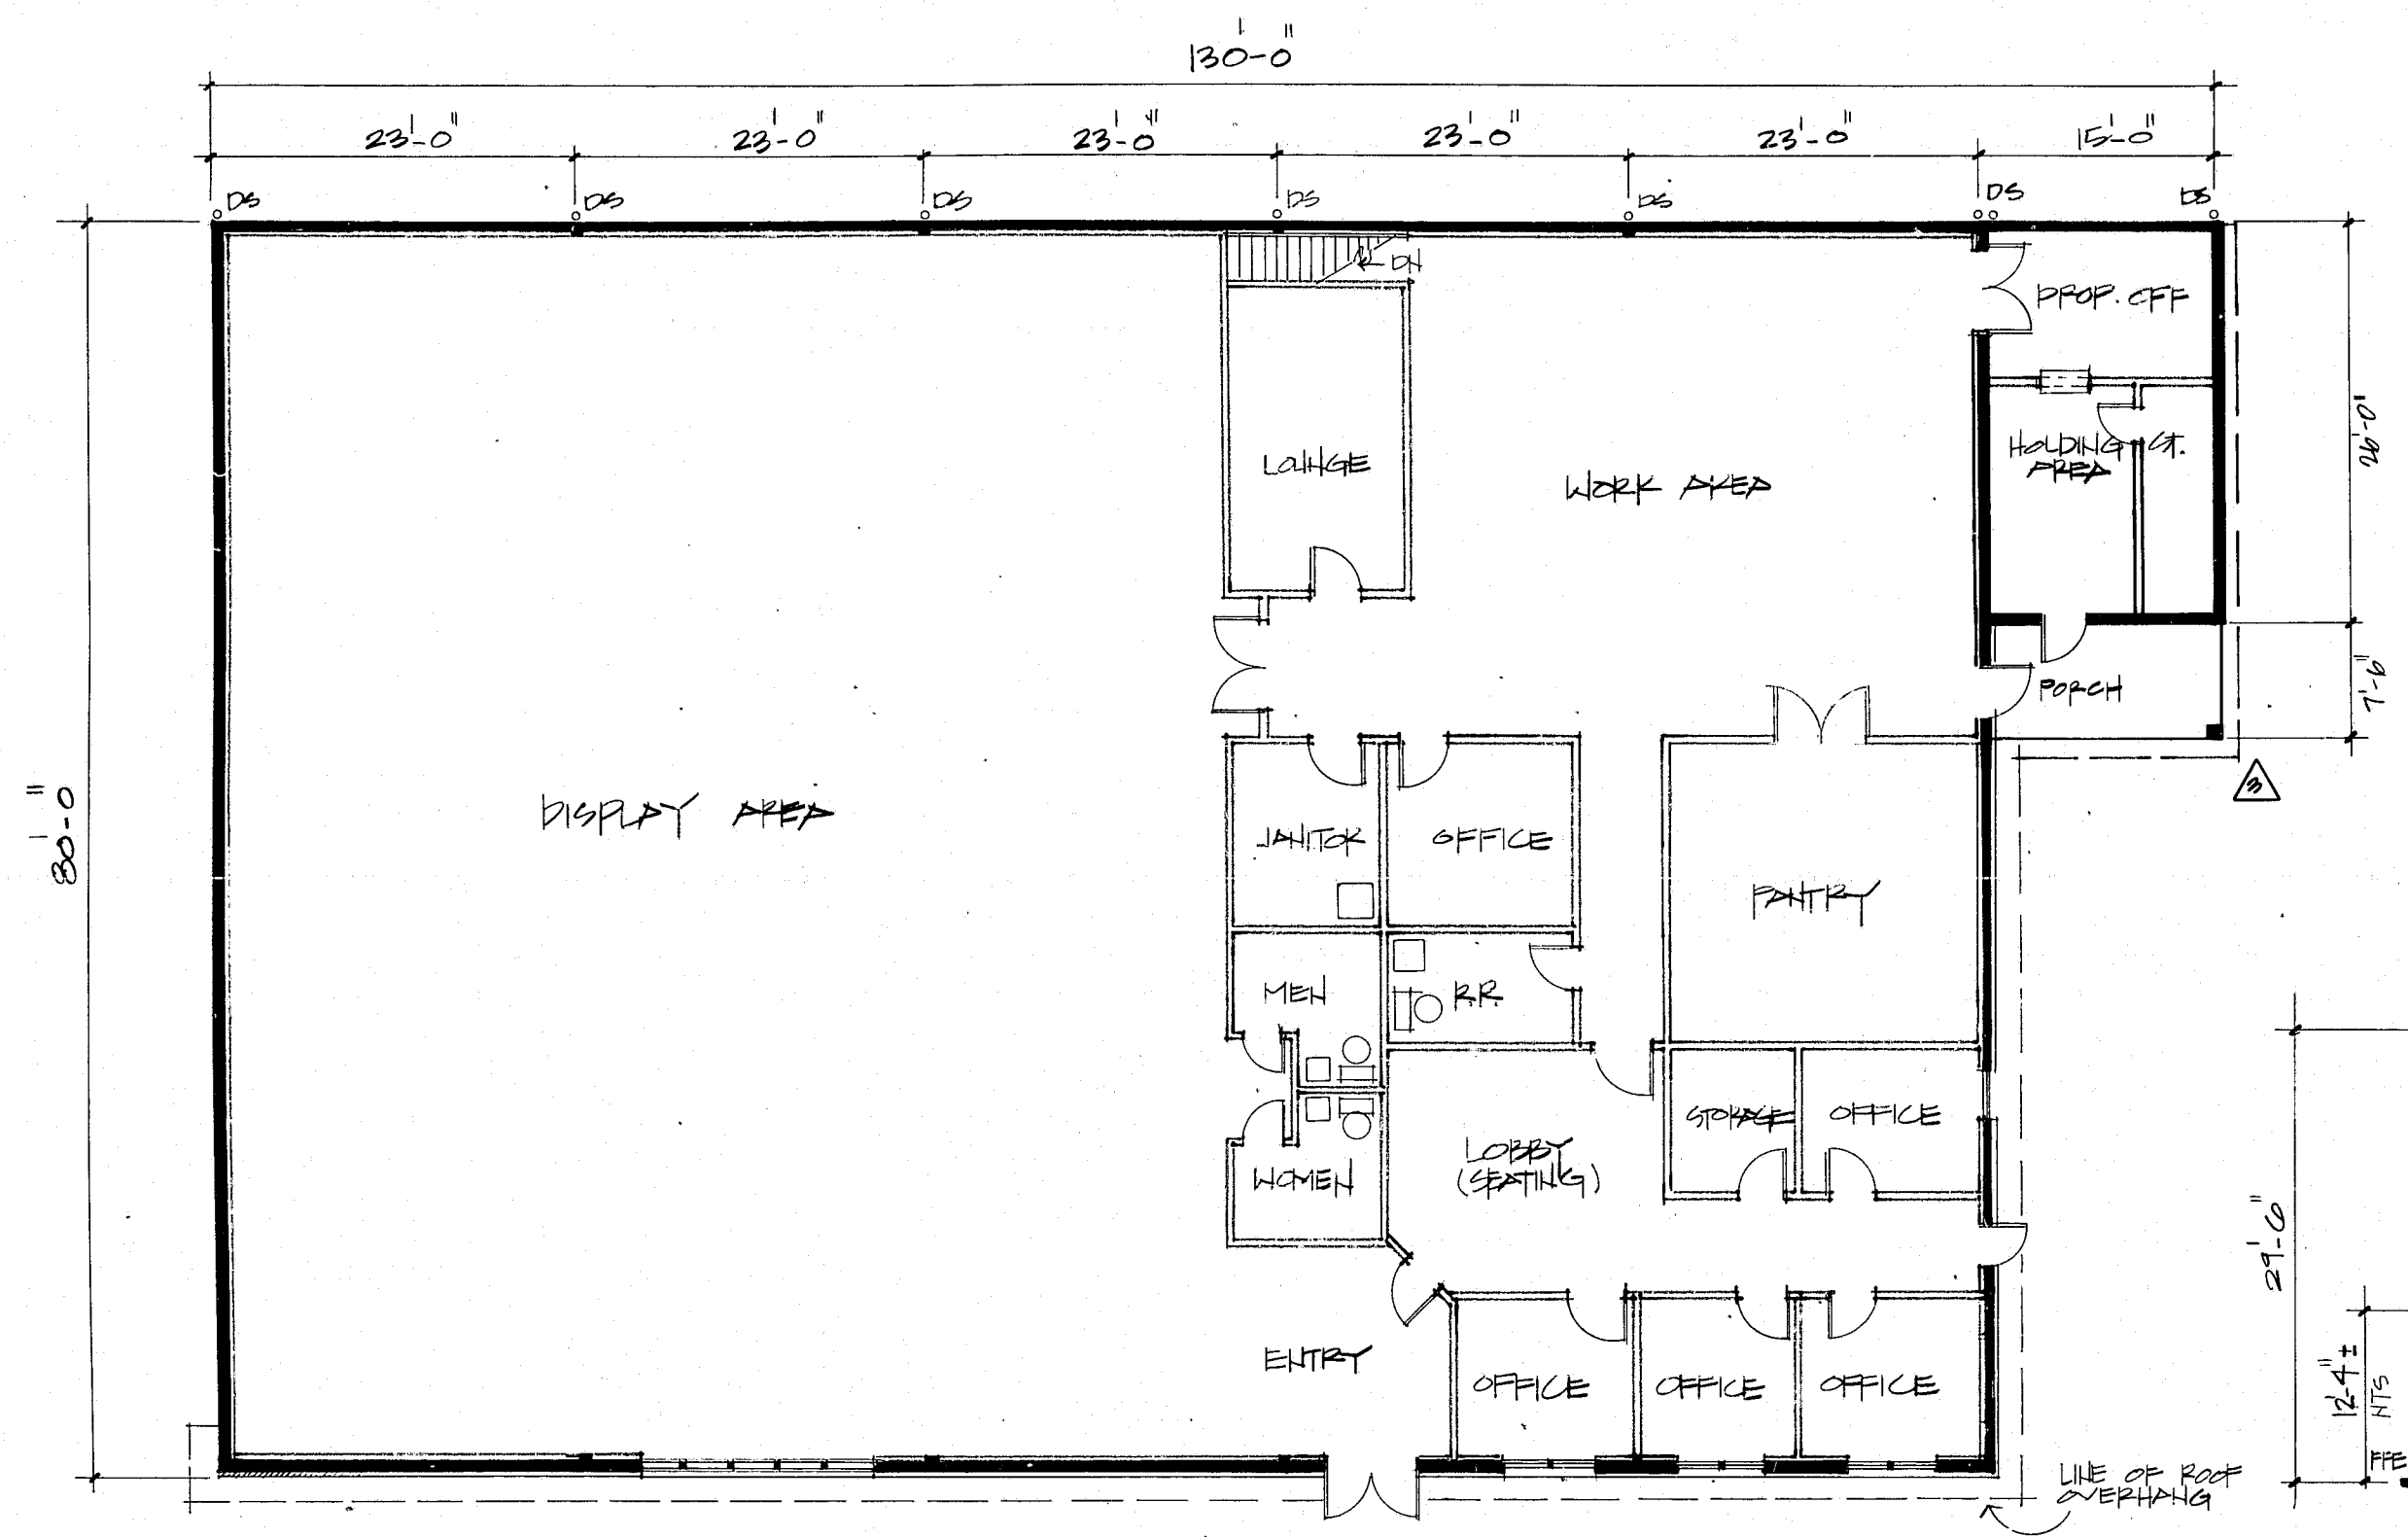 130'-0"
23'-0" 23'-0" 23'-0" 23'-0" 23'-0" 15'-0"
DS DS DS DS DS DS DS
DN
DROP. OFF
LOUNGE
WORK AREA
HOLDING
AREA
ST.
26'-0"
PORCH
7'-6"
3
80'-0"
DISPLAY AREA
JANITOR
OFFICE
PANTRY
MEN
R.R.
STORAGE
OFFICE
LOBBY
(SEATING)
WOMEN
29'-6"
ENTRY
OFFICE
OFFICE
OFFICE
12'-4" ±
NTS
FFE
LINE OF ROOF
OVERHANG